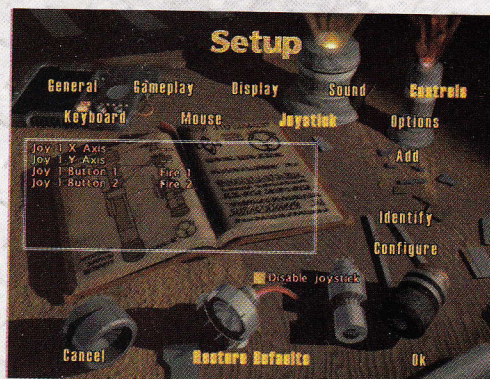 Setup
General Gameplay Display Sound Controls
Keyboard Mouse Joystick Options
Joy 1 X Axis
Joy 1 Y Axis
Joy 1 Button 1 Fire 1
Joy 1 Button 2 Fire 2
Add
Identify
Configure
Disable joystick
Cancel Restore Defaults Ok